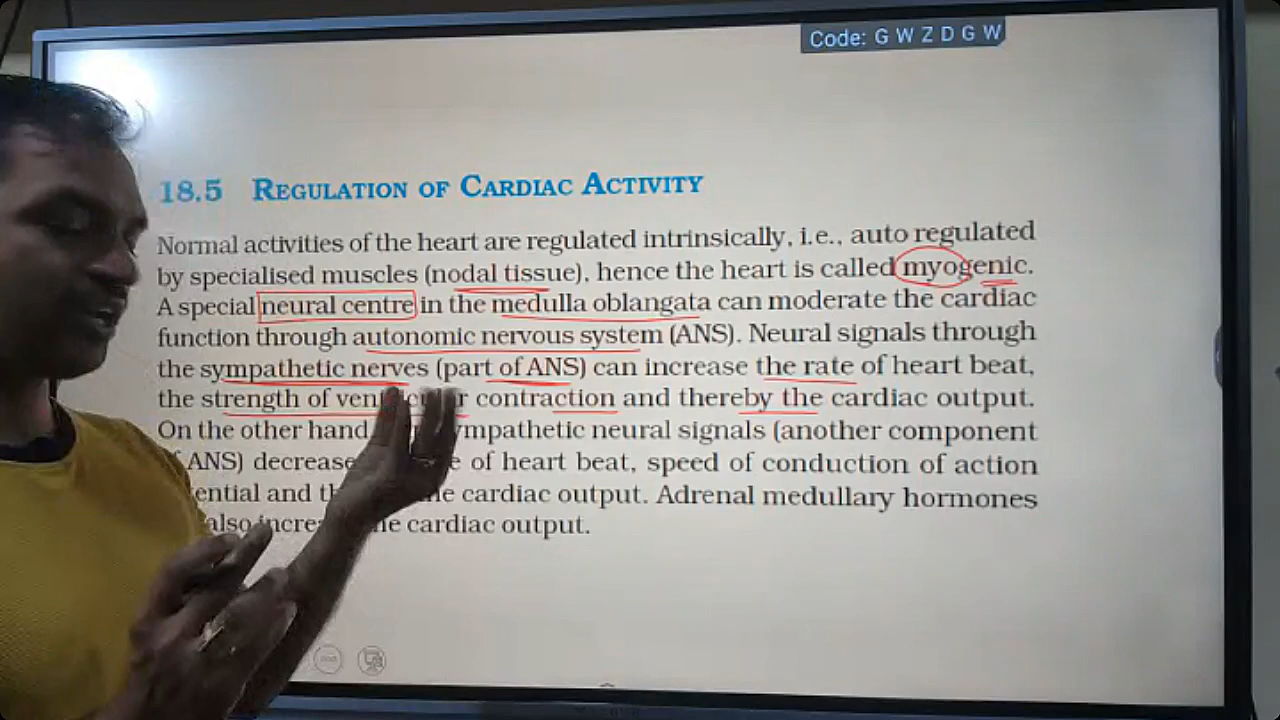 Code: G W Z D G W
18.5 REGULATION OF CARDIAC ACTIVITY
Normal activities of the heart are regulated intrinsically, i.e., auto regulated
by specialised muscles (nodal tissue), hence the heart is called myogenic.
A special neural centre in the medulla oblangata can moderate the cardiac
function through autonomic nervous system (ANS). Neural signals through
the sympathetic nerves (part of ANS) can increase the rate of heart beat,
the strength of ventricular contraction and thereby the cardiac output.
On the other hand, neural signals (another component
ANS) decrease of heart beat, speed of conduction of action
and cardiac output. Adrenal medullary hormones
also cardiac output.